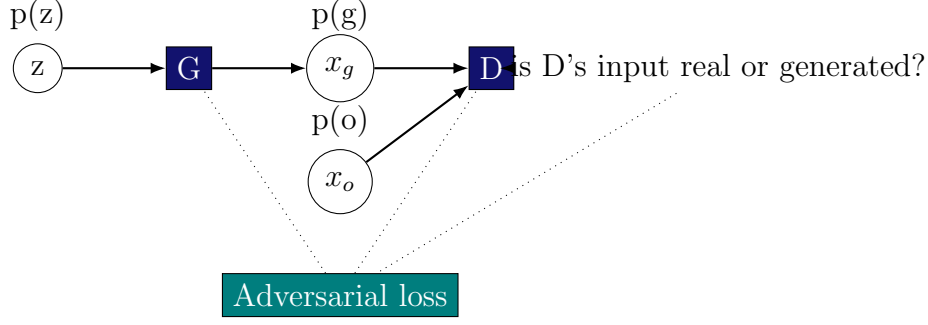 p(z)
p(g)
z
G
x_g
D
is D's input real or generated?
p(o)
x_o
Adversarial loss